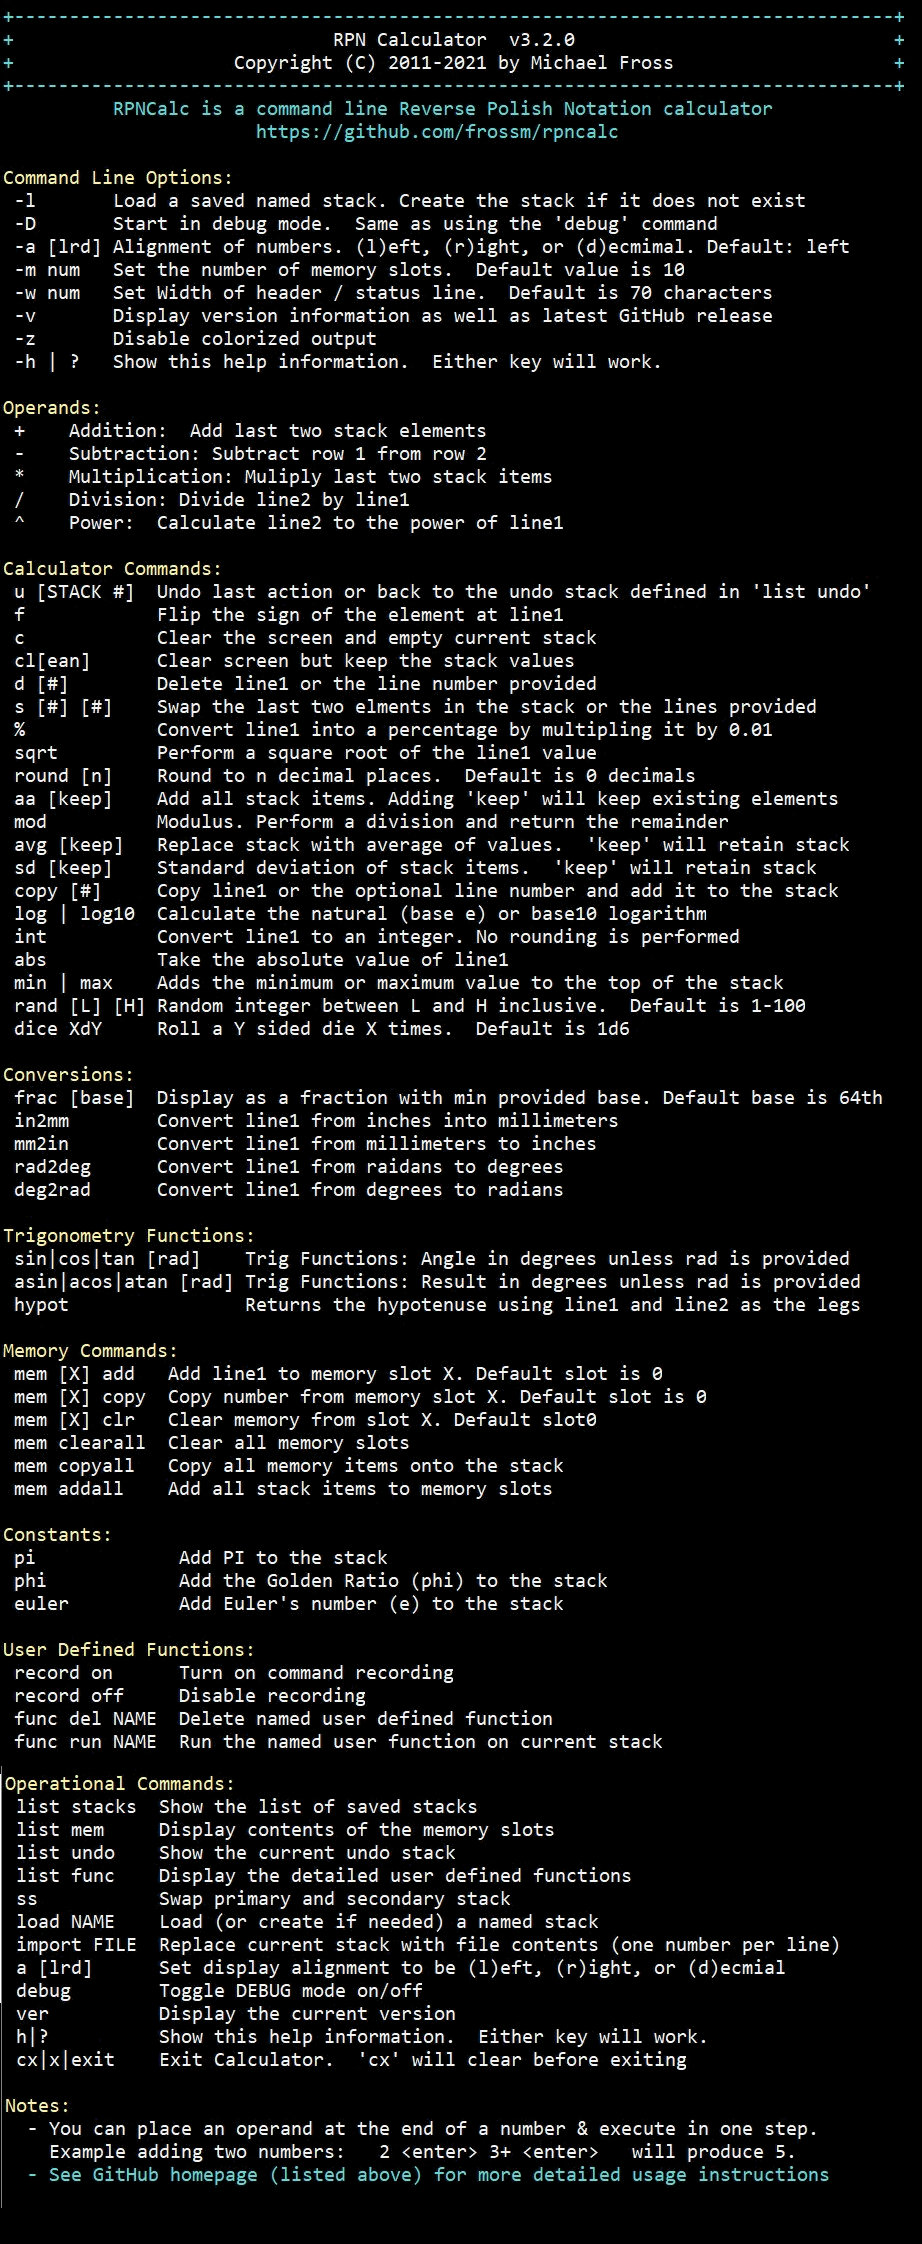 +--------------------------------------------------------------------------------+
+ RPN Calculator  v3.2.0 +
+ Copyright (C) 2011-2021 by Michael Fross +
+--------------------------------------------------------------------------------+
RPNCalc is a command line Reverse Polish Notation calculator
https://github.com/frossm/rpncalc
Command Line Options:
-l       Load a saved named stack. Create the stack if it does not exist
-D       Start in debug mode.  Same as using the 'debug' command
-a [lrd] Alignment of numbers. (l)eft, (r)ight, or (d)ecmimal. Default: left
-m num   Set the number of memory slots.  Default value is 10
-w num   Set Width of header / status line.  Default is 70 characters
-v       Display version information as well as latest GitHub release
-z       Disable colorized output
-h | ?   Show this help information.  Either key will work.
Operands:
+    Addition:  Add last two stack elements
-    Subtraction: Subtract row 1 from row 2
*    Multiplication: Muliply last two stack items
/    Division: Divide line2 by line1
^    Power:  Calculate line2 to the power of line1
Calculator Commands:
u [STACK #]  Undo last action or back to the undo stack defined in 'list undo'
f            Flip the sign of the element at line1
c            Clear the screen and empty current stack
cl[ean]      Clear screen but keep the stack values
d [#]        Delete line1 or the line number provided
s [#] [#]    Swap the last two elments in the stack or the lines provided
%            Convert line1 into a percentage by multipling it by 0.01
sqrt         Perform a square root of the line1 value
round [n]    Round to n decimal places.  Default is 0 decimals
aa [keep]    Add all stack items. Adding 'keep' will keep existing elements
mod          Modulus. Perform a division and return the remainder
avg [keep]   Replace stack with average of values.  'keep' will retain stack
sd [keep]    Standard deviation of stack items.  'keep' will retain stack
copy [#]     Copy line1 or the optional line number and add it to the stack
log | log10  Calculate the natural (base e) or base10 logarithm
int          Convert line1 to an integer. No rounding is performed
abs          Take the absolute value of line1
min | max    Adds the minimum or maximum value to the top of the stack
rand [L] [H] Random integer between L and H inclusive.  Default is 1-100
dice XdY     Roll a Y sided die X times.  Default is 1d6
Conversions:
frac [base]  Display as a fraction with min provided base. Default base is 64th
in2mm        Convert line1 from inches into millimeters
mm2in        Convert line1 from millimeters to inches
rad2deg      Convert line1 from raidans to degrees
deg2rad      Convert line1 from degrees to radians
Trigonometry Functions:
sin|cos|tan [rad]    Trig Functions: Angle in degrees unless rad is provided
asin|acos|atan [rad] Trig Functions: Result in degrees unless rad is provided
hypot                Returns the hypotenuse using line1 and line2 as the legs
Memory Commands:
mem [X] add   Add line1 to memory slot X. Default slot is 0
mem [X] copy  Copy number from memory slot X. Default slot is 0
mem [X] clr   Clear memory from slot X. Default slot0
mem clearall  Clear all memory slots
mem copyall   Copy all memory items onto the stack
mem addall    Add all stack items to memory slots
Constants:
pi             Add PI to the stack
phi            Add the Golden Ratio (phi) to the stack
euler          Add Euler's number (e) to the stack
User Defined Functions:
record on      Turn on command recording
record off     Disable recording
func del NAME  Delete named user defined function
func run NAME  Run the named user function on current stack
Operational Commands:
list stacks  Show the list of saved stacks
list mem     Display contents of the memory slots
list undo    Show the current undo stack
list func    Display the detailed user defined functions
ss           Swap primary and secondary stack
load NAME    Load (or create if needed) a named stack
import FILE  Replace current stack with file contents (one number per line)
a [lrd]      Set display alignment to be (l)eft, (r)ight, or (d)ecmial
debug        Toggle DEBUG mode on/off
ver          Display the current version
h|?          Show this help information.  Either key will work.
cx|x|exit    Exit Calculator.  'cx' will clear before exiting
Notes:
- You can place an operand at the end of a number & execute in one step.
Example adding two numbers:   2 <enter> 3+ <enter>   will produce 5.
- See GitHub homepage (listed above) for more detailed usage instructions